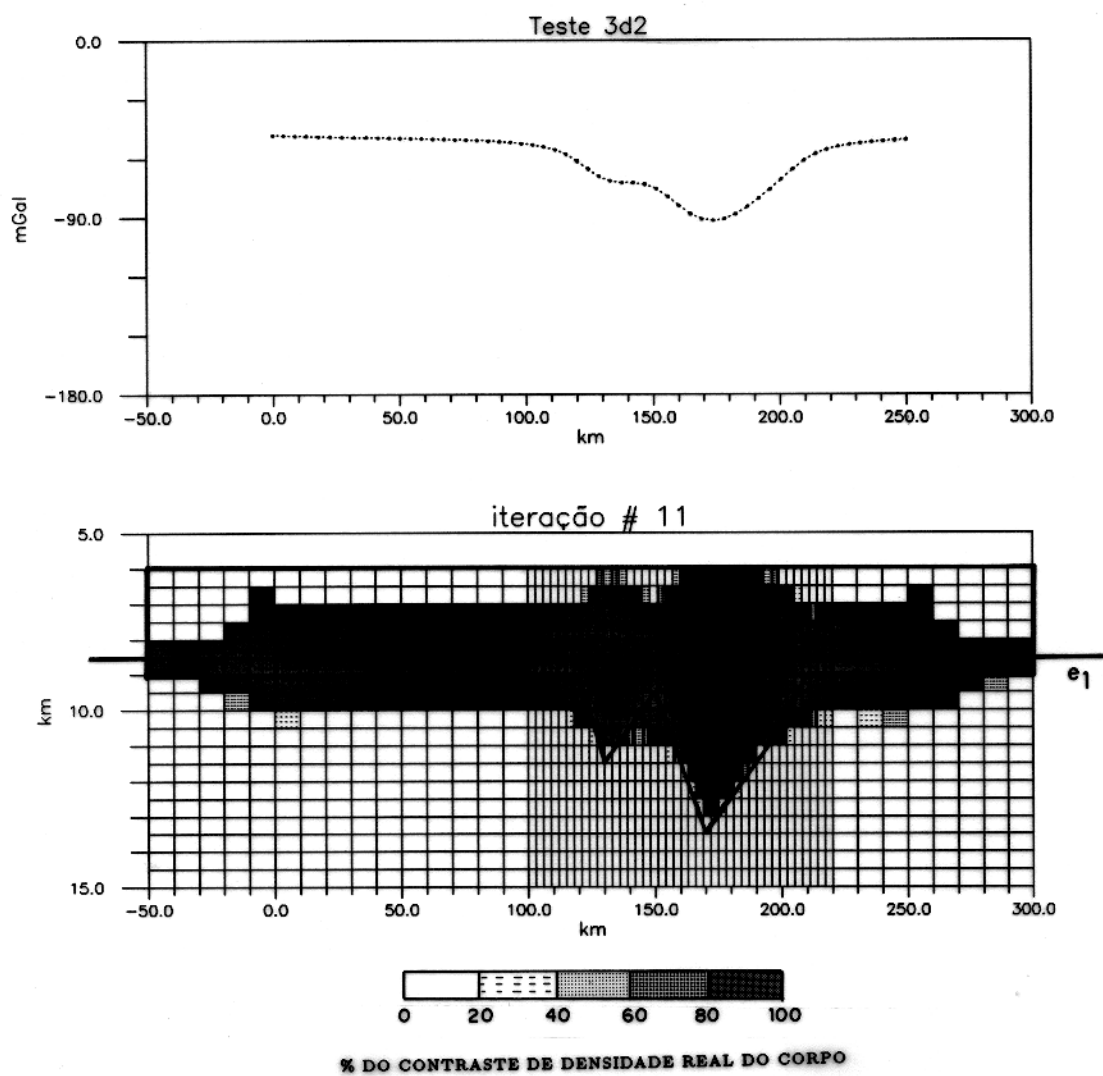 Teste 3d2
0.0
-90.0
-180.0
mGal
-50.0 0.0 50.0 100.0 150.0 200.0 250.0 300.0
km
iteração # 11
5.0
10.0
15.0
km
e1
-50.0 0.0 50.0 100.0 150.0 200.0 250.0 300.0
km
0 20 40 60 80 100
% DO CONTRASTE DE DENSIDADE REAL DO CORPO